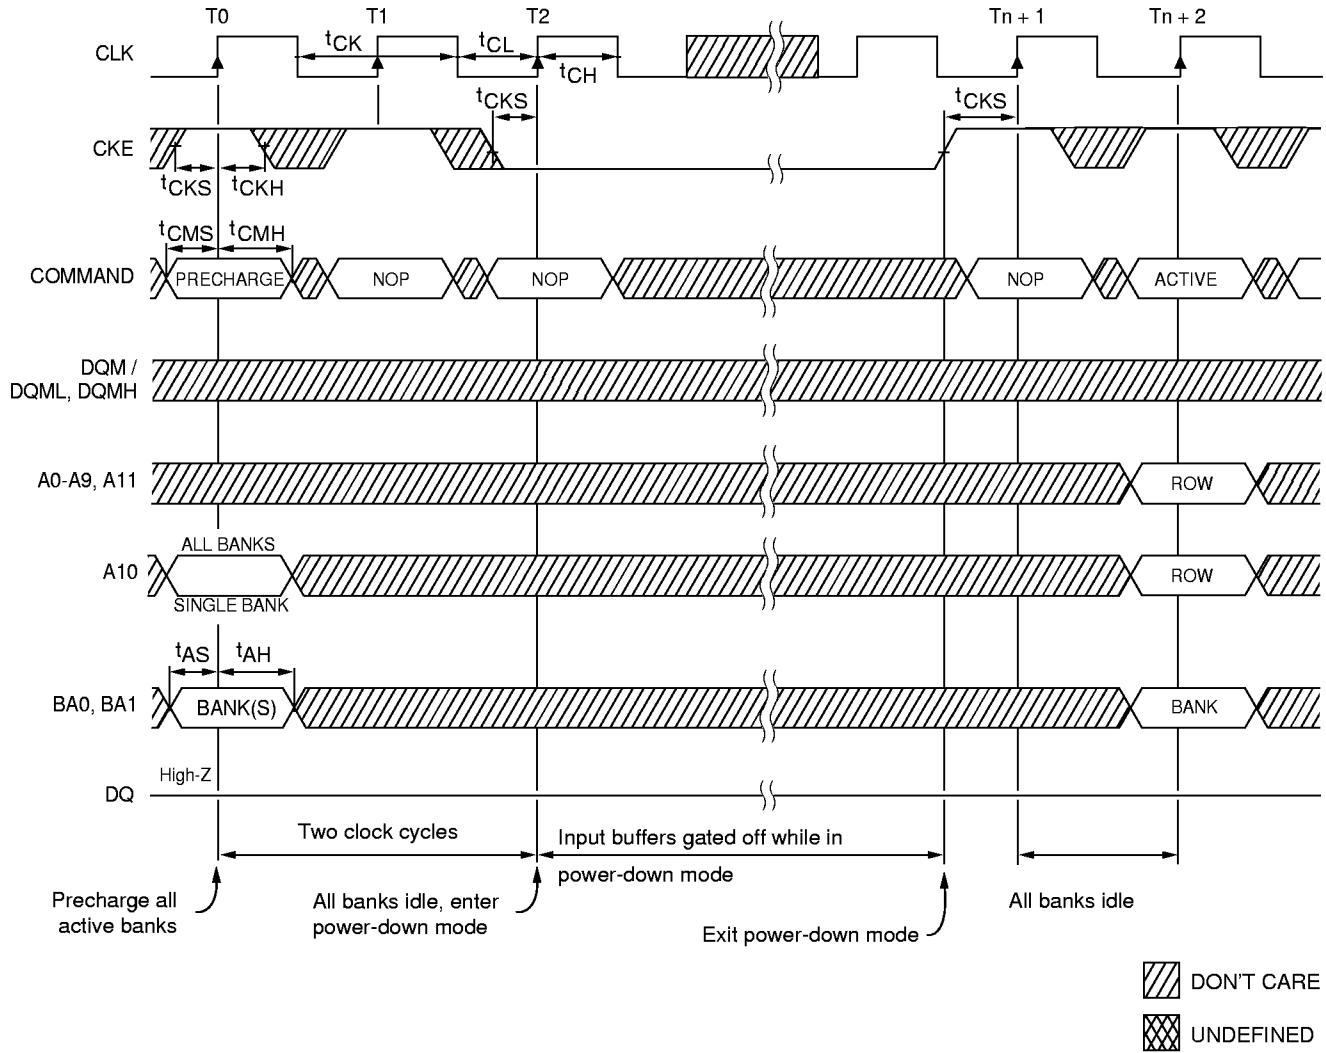 T0 T1 T2 Tn + 1 Tn + 2
CLK tCK tCL tCH
tCKS tCKS
CKE
tCKS tCKH
tCMS tCMH
COMMAND PRECHARGE NOP NOP NOP ACTIVE
DQM /
DQML, DQMH
A0-A9, A11 ROW
ALL BANKS
A10 ROW
SINGLE BANK
tAS tAH
BA0, BA1 BANK(S) BANK
High-Z
DQ
Two clock cycles
Input buffers gated off while in
power-down mode
Precharge all
active banks
All banks idle, enter
power-down mode
Exit power-down mode
All banks idle
DON'T CARE
UNDEFINED